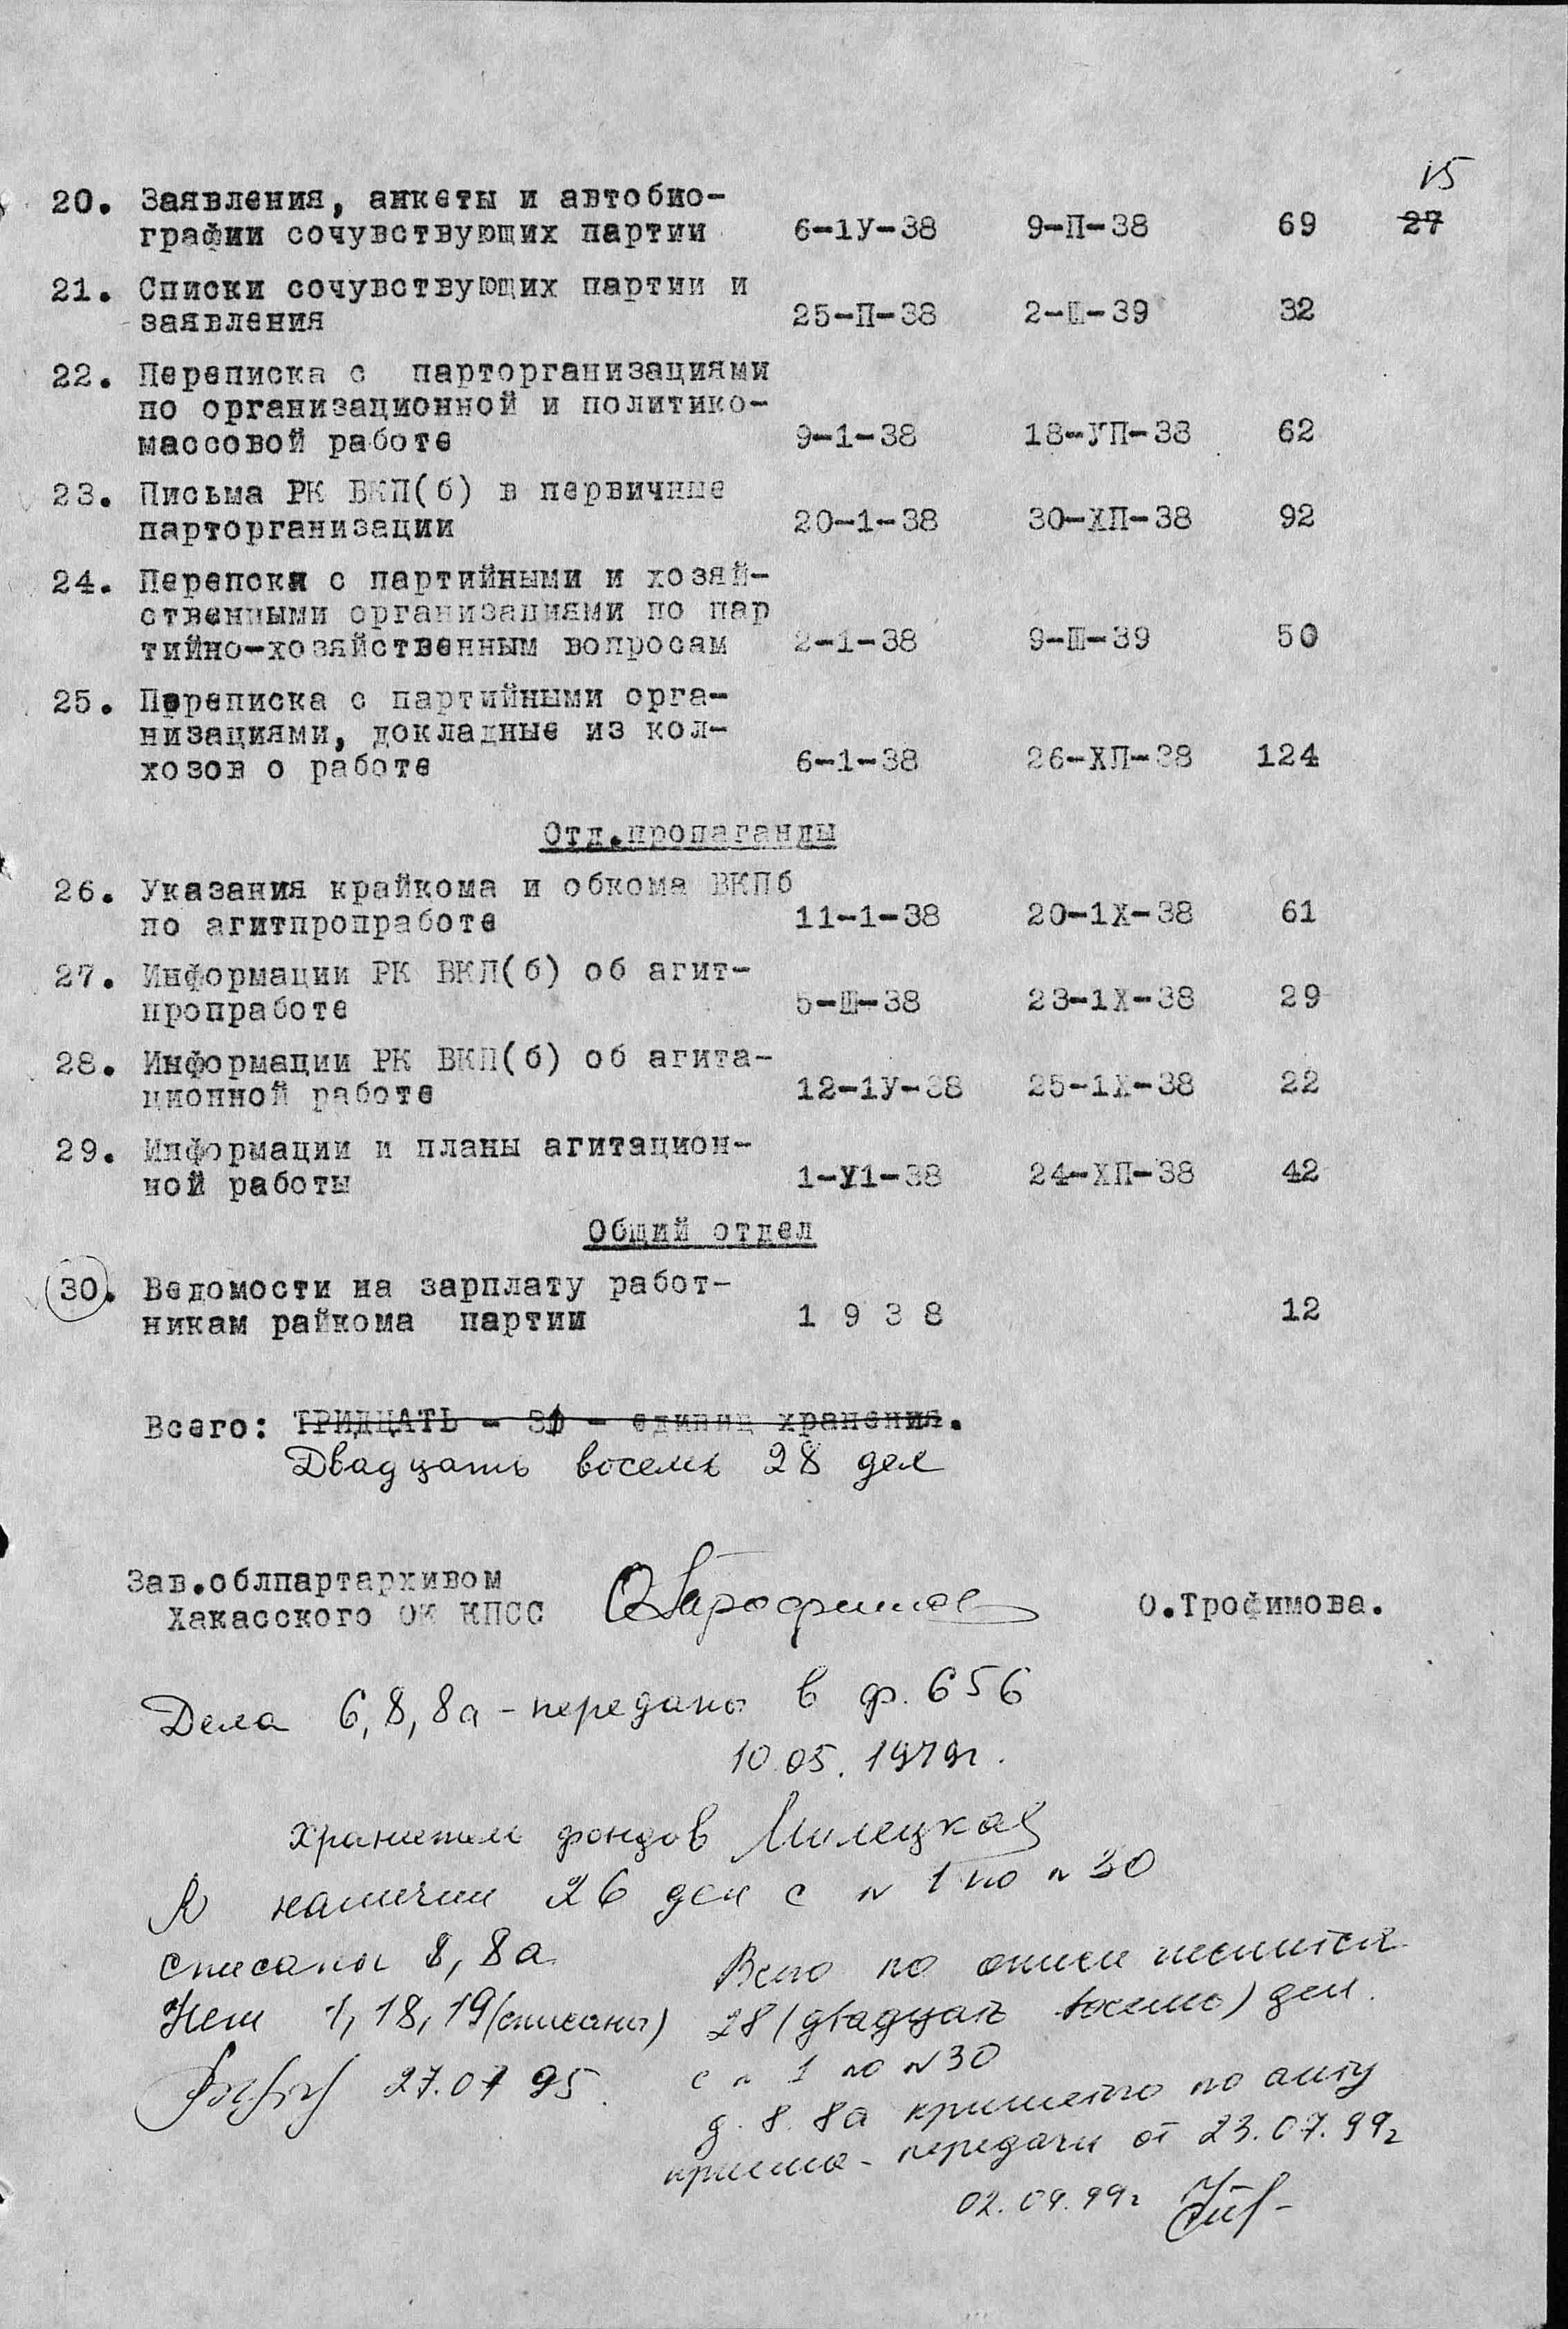 15
20. Заявления, анкеты и автобио-
графии сочувствующих партии 6-1У-38 9-П-38 69 27
21. Списки сочувствующих партии и
заявления 25-П-38 2-Ш-39 32
22. Переписка с парторганизациями
по организационной и политико-
массовой работе 9-1-38 18-УП-38 62
23. Письма РК ВКП(б) в первичные
парторганизации 20-1-38 30-ХП-38 92
24. Перепоки с партийными и хозяй-
ственными организациями по пар
тийно-хозяйственным вопросам 2-1-38 9-Ш-39 50
25. Переписка с партийными орга-
низациями, докладные из кол-
хозов о работе 6-1-38 26-ХП-38 124
Отд.пропаганды
26. Указания крайкома и обкома ВКПб
по агитпропработе 11-1-38 20-1Х-38 61
27. Информации РК ВКП(б) об агит-
пропработе 5-Ш-38 23-1Х-38 29
28. Информации РК ВКП(б) об агита-
ционной работе 12-1У-38 25-1Х-38 22
29. Информации и планы агитацион-
ной работы 1-У1-38 24-ХП-38 42
Общий отдел
30. Ведомости на зарплату работ-
никам райкома партии 1 9 3 8 12
Всего: ТРИДЦАТЬ - 30 - единиц хранения.
Двадцать восемь 28 дел
Зав.облпартархивом
Хакасского ОК КПСС О.Трофимова О.Трофимова.
Дела 6,8,8а - переданы в ф. 656
10.05.1979г.
Хранитель фондов Милецкая
В наличии 26 дел с № 1 по № 30
Списаны 8, 8а
Нет 1, 18, 19 (списаны)
27.07 95.
Всего по описи числится
28 (двадцать восемь) дел.
с № 1 по № 30
д. 8. 8а принято по акту
приема-передачи от 23.07.99г
02.09.99г